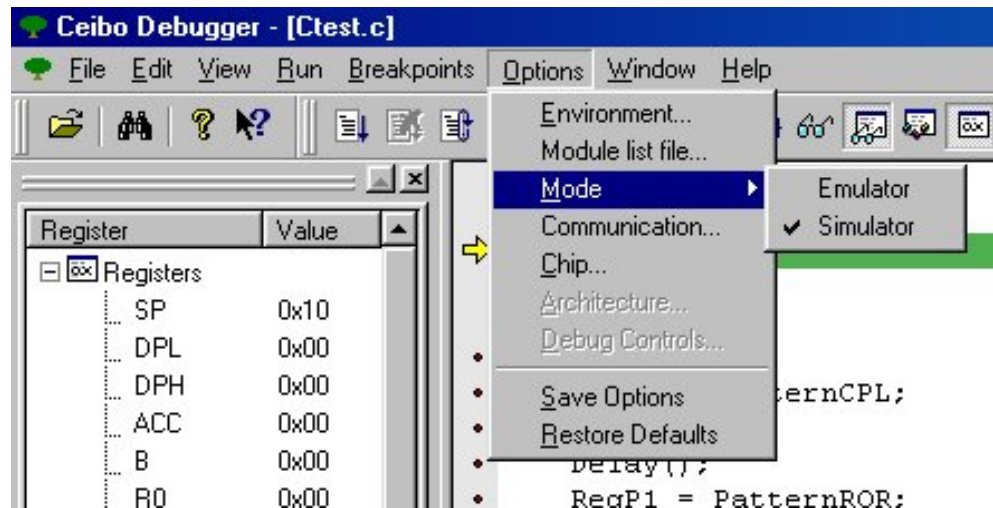 Ceibo Debugger - [Ctest.c]
File Edit View Run Breakpoints Options Window Help
Environment...
Module list file...
Mode
Emulator
Communication...
Simulator
Chip...
Architecture...
Debug Controls...
Save Options
Restore Defaults
Register Value
Registers
SP 0x10
DPL 0x00
DPH 0x00
ACC 0x00
B 0x00
R0 0x00
ternCPL;
Delay();
RegP1 = PatternROR;